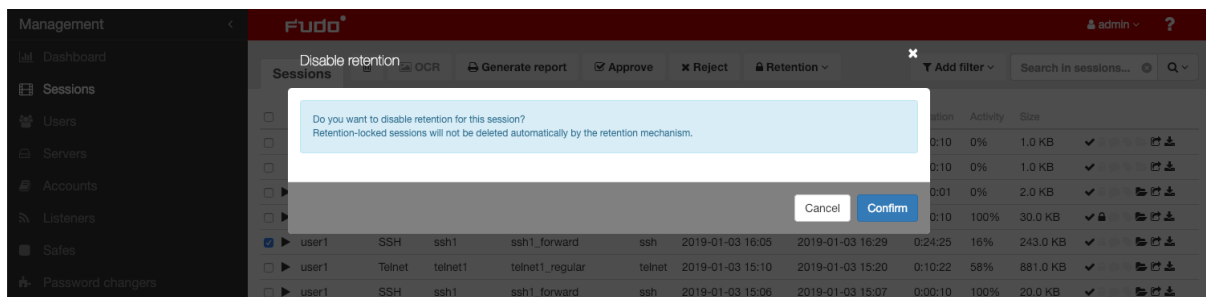 Management
FUDO
admin
?
Dashboard
Disable retention
Sessions
OCR
Generate report
Approve
Reject
Retention
Add filter
Search in sessions...
Sessions
Do you want to disable retention for this session?
Retention-locked sessions will not be deleted automatically by the retention mechanism.
Activity Size
Users
0:10 0% 1.0 KB
Servers
0:10 0% 1.0 KB
Accounts
0:01 0% 2.0 KB
Cancel
Confirm
Listeners
0:10 100% 30.0 KB
Safes
user1 SSH ssh1 ssh1_forward ssh 2019-01-03 16:05 2019-01-03 16:29 0:24:25 16% 243.0 KB
user1 Telnet telnet1 telnet1_regular telnet 2019-01-03 15:10 2019-01-03 15:20 0:10:22 58% 881.0 KB
Password changers
user1 SSH ssh1 ssh1_forward ssh 2019-01-03 15:06 2019-01-03 15:07 0:00:10 100% 20.0 KB